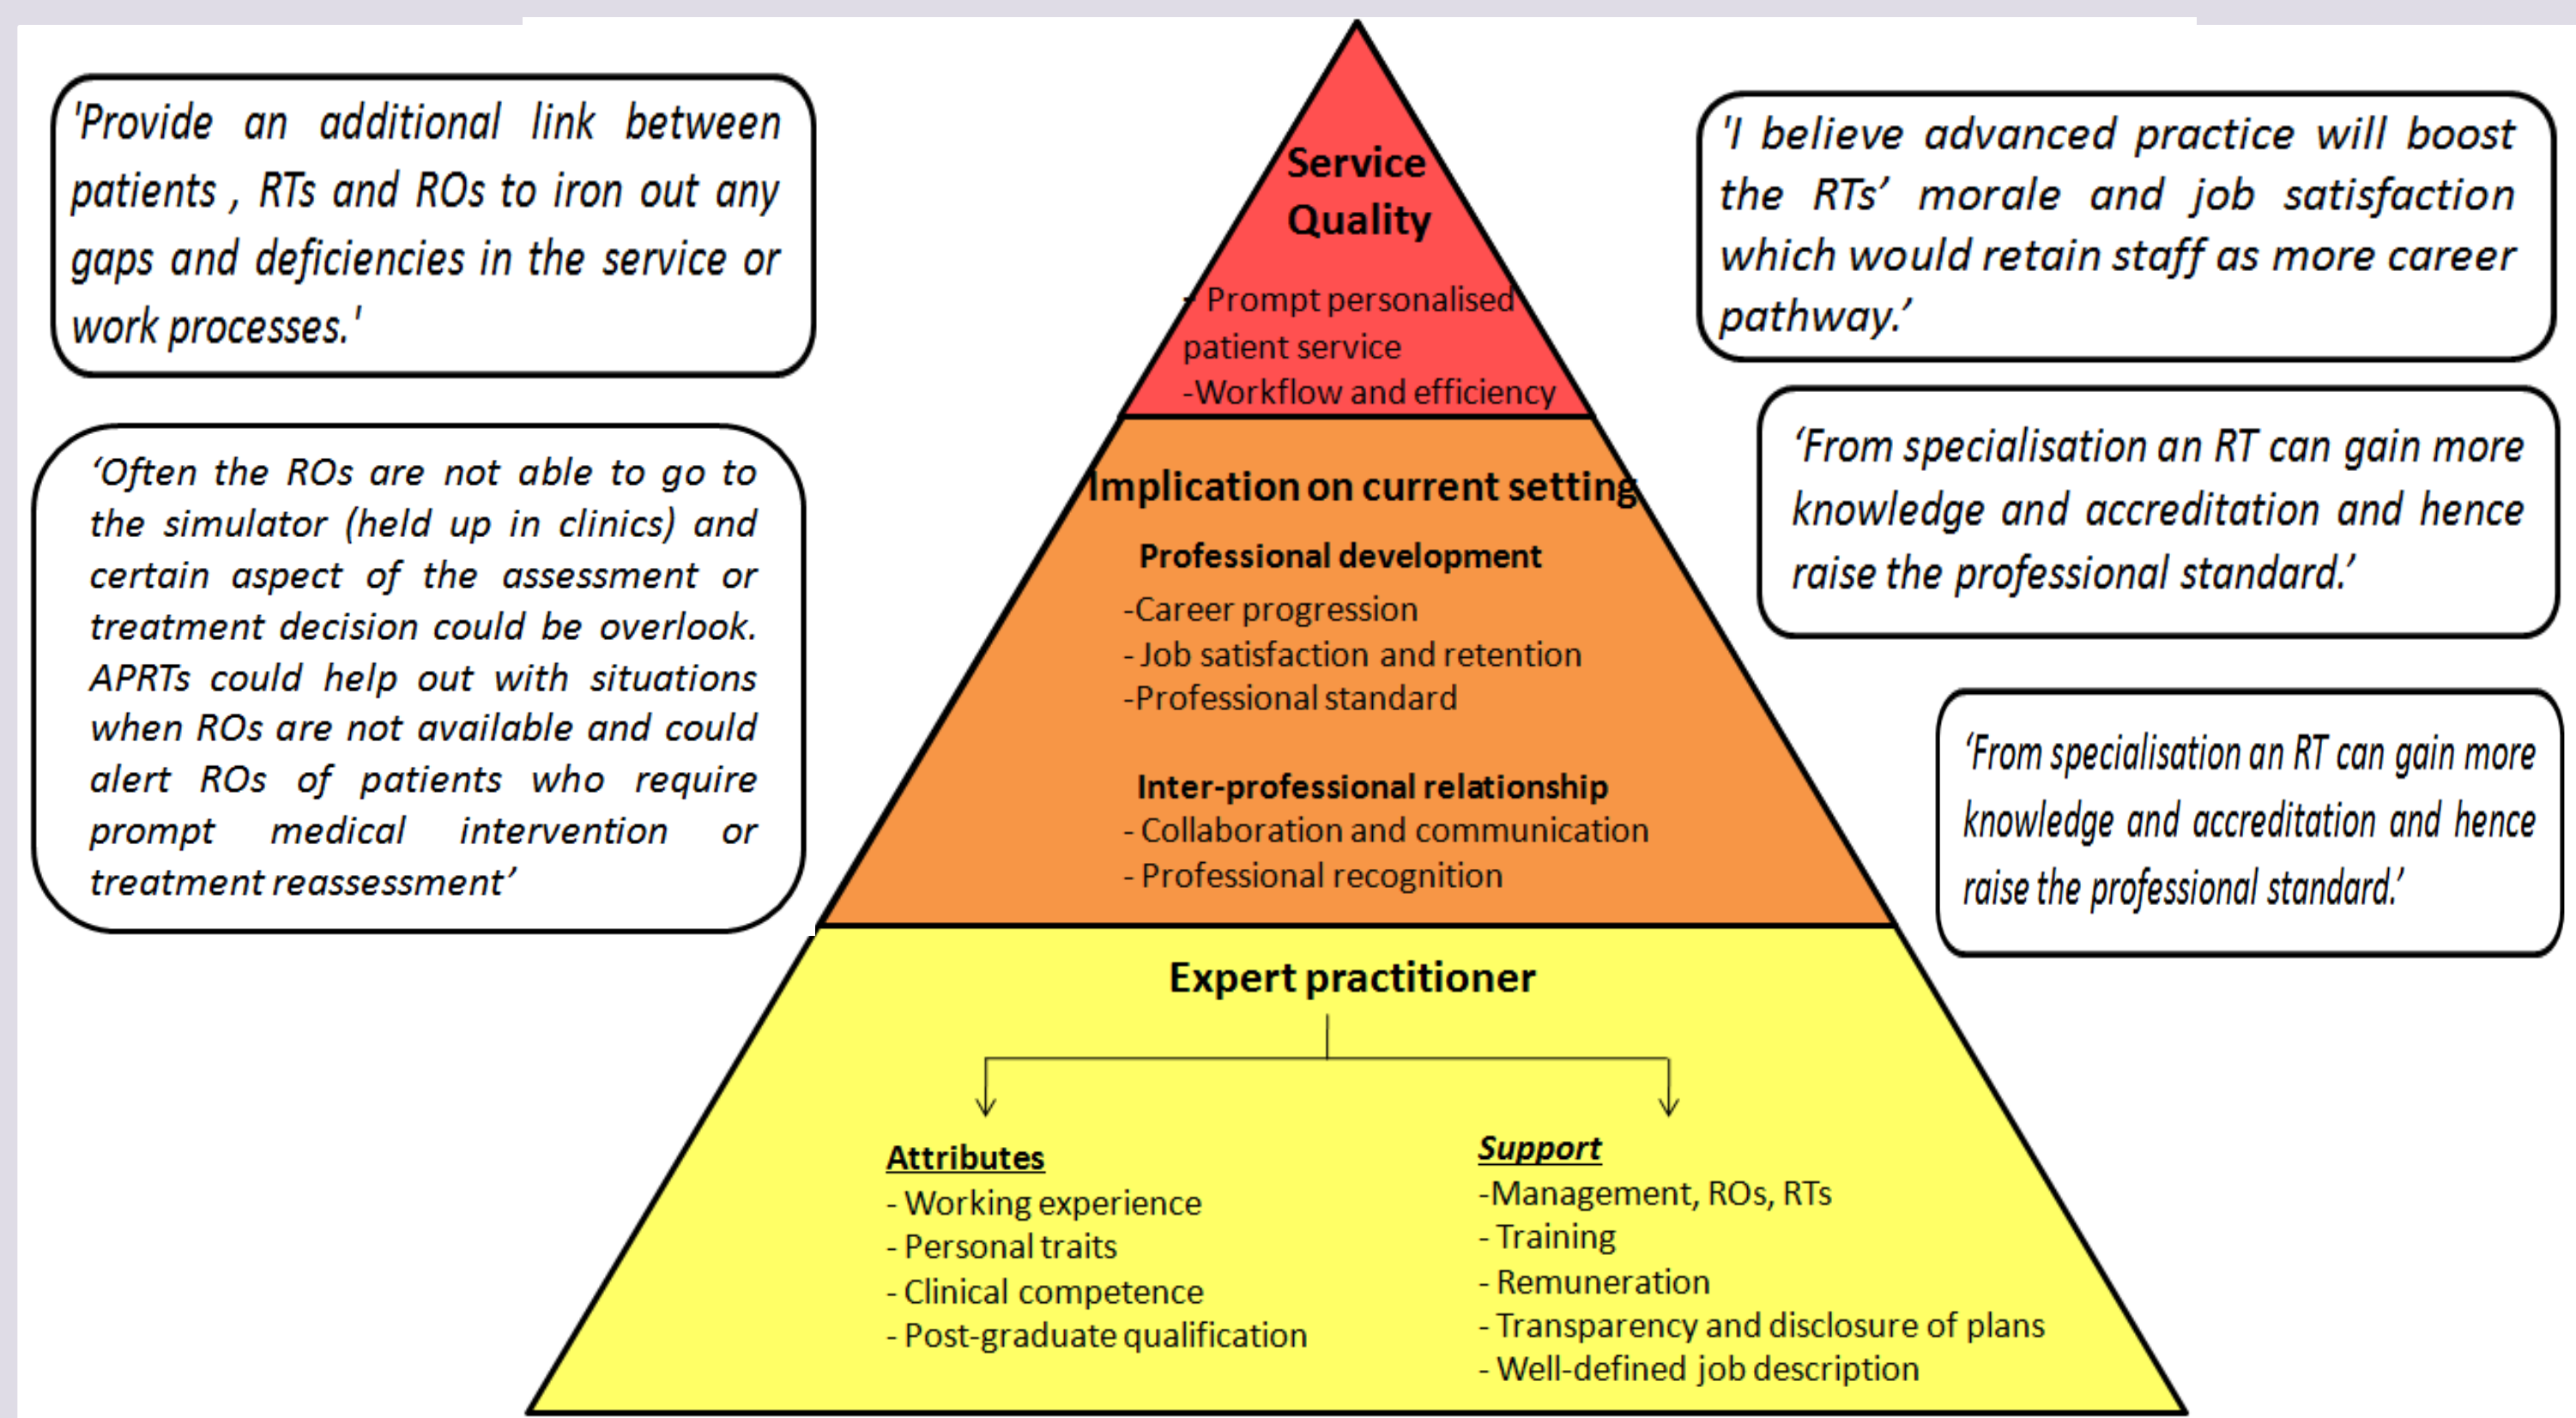 'Provide an additional link between
patients , RTs and ROs to iron out any
gaps and deficiencies in the service or
work processes.'
‘Often the ROs are not able to go to
the simulator (held up in clinics) and
certain aspect of the assessment or
treatment decision could be overlook.
APRTs could help out with situations
when ROs are not available and could
alert ROs of patients who require
prompt medical intervention or
treatment reassessment’
Service
Quality
- Prompt personalised
patient service
-Workflow and efficiency
Implication on current setting
Professional development
-Career progression
- Job satisfaction and retention
-Professional standard
Inter-professional relationship
- Collaboration and communication
- Professional recognition
Expert practitioner
Attributes
- Working experience
- Personal traits
- Clinical competence
- Post-graduate qualification
Support
-Management, ROs, RTs
- Training
- Remuneration
- Transparency and disclosure of plans
- Well-defined job description
'I believe advanced practice will boost
the RTs’ morale and job satisfaction
which would retain staff as more career
pathway.’
‘From specialisation an RT can gain more
knowledge and accreditation and hence
raise the professional standard.’
‘From specialisation an RT can gain more
knowledge and accreditation and hence
raise the professional standard.’